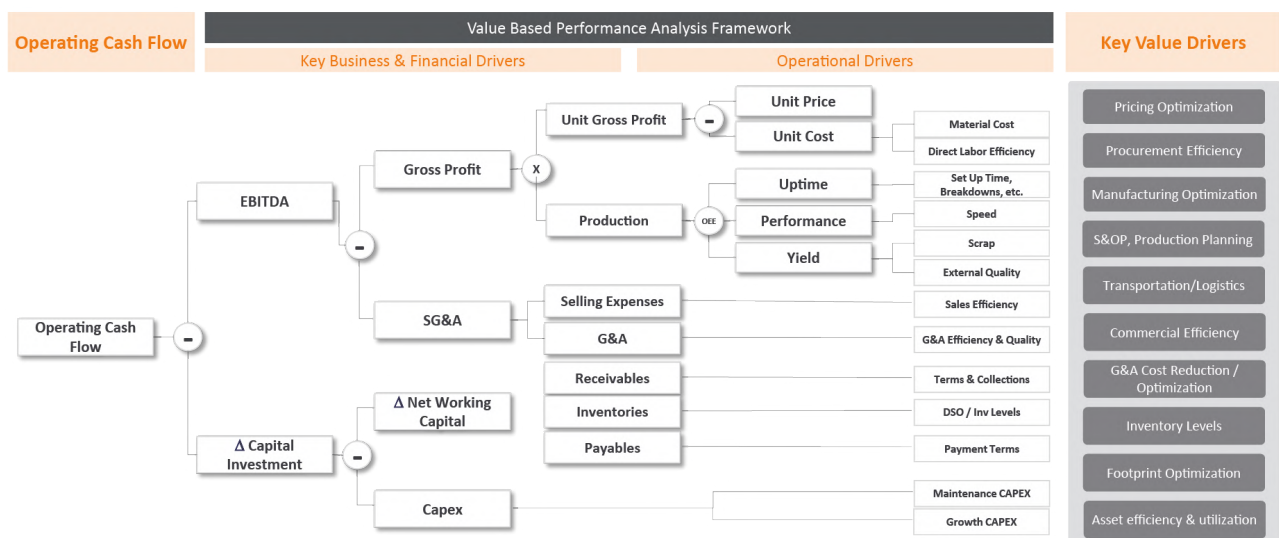 Operating Cash Flow
Value Based Performance Analysis Framework
Key Business & Financial Drivers
Operational Drivers
Key Value Drivers
Operating Cash
Flow
-
EBITDA
-
Gross Profit
X
Unit Gross Profit
-
Unit Price
Unit Cost
Material Cost
Direct Labor Efficiency
Production
OEE
Uptime
Set Up Time,
Breakdowns, etc.
Performance
Speed
Yield
Scrap
External Quality
SG&A
Selling Expenses
Sales Efficiency
G&A
G&A Efficiency & Quality
Δ Capital
Investment
-
Δ Net Working
Capital
Receivables
Terms & Collections
Inventories
DSO / Inv Levels
Payables
Payment Terms
Capex
Maintenance CAPEX
Growth CAPEX
Pricing Optimization
Procurement Efficiency
Manufacturing Optimization
S&OP, Production Planning
Transportation/Logistics
Commercial Efficiency
G&A Cost Reduction /
Optimization
Inventory Levels
Footprint Optimization
Asset efficiency & utilization